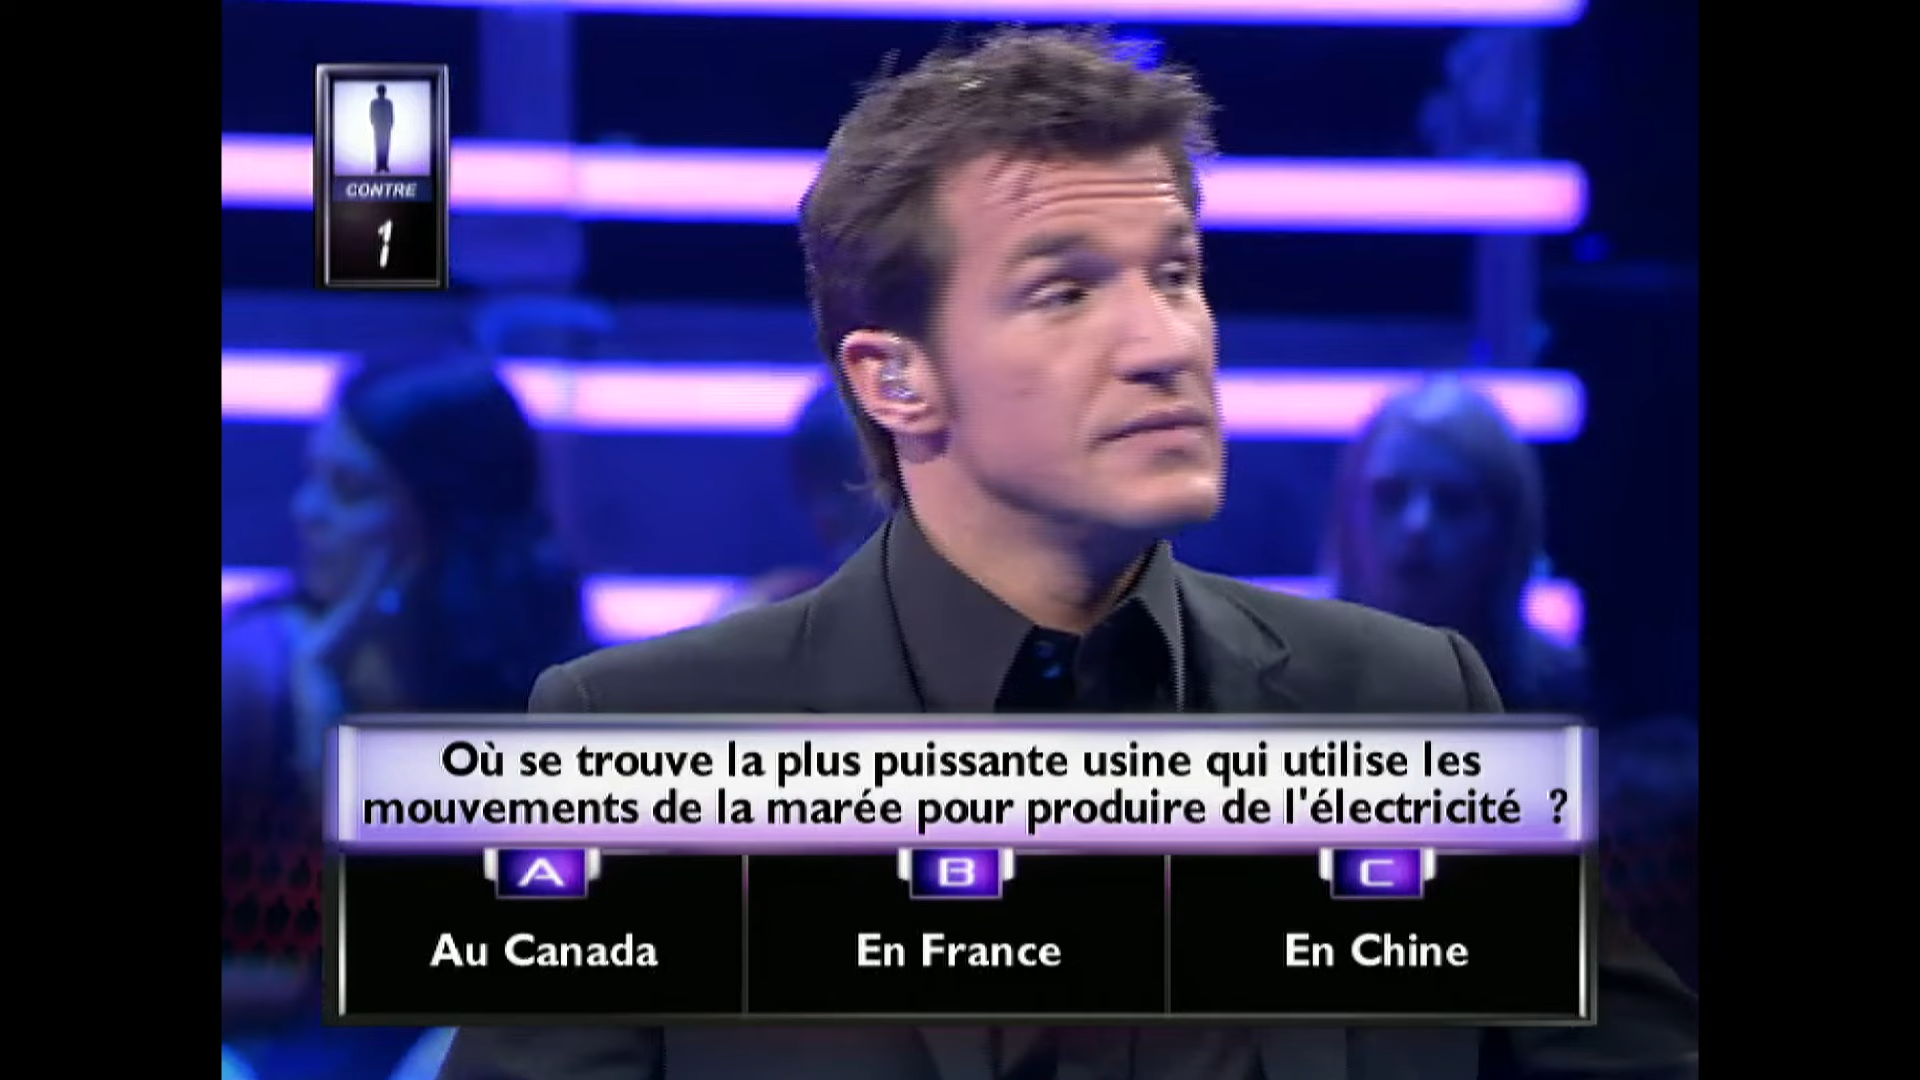 CONTRE
1
Où se trouve la plus puissante usine qui utilise les
mouvements de la marée pour produire de l'électricité ?
A
B
C
Au Canada
En France
En Chine